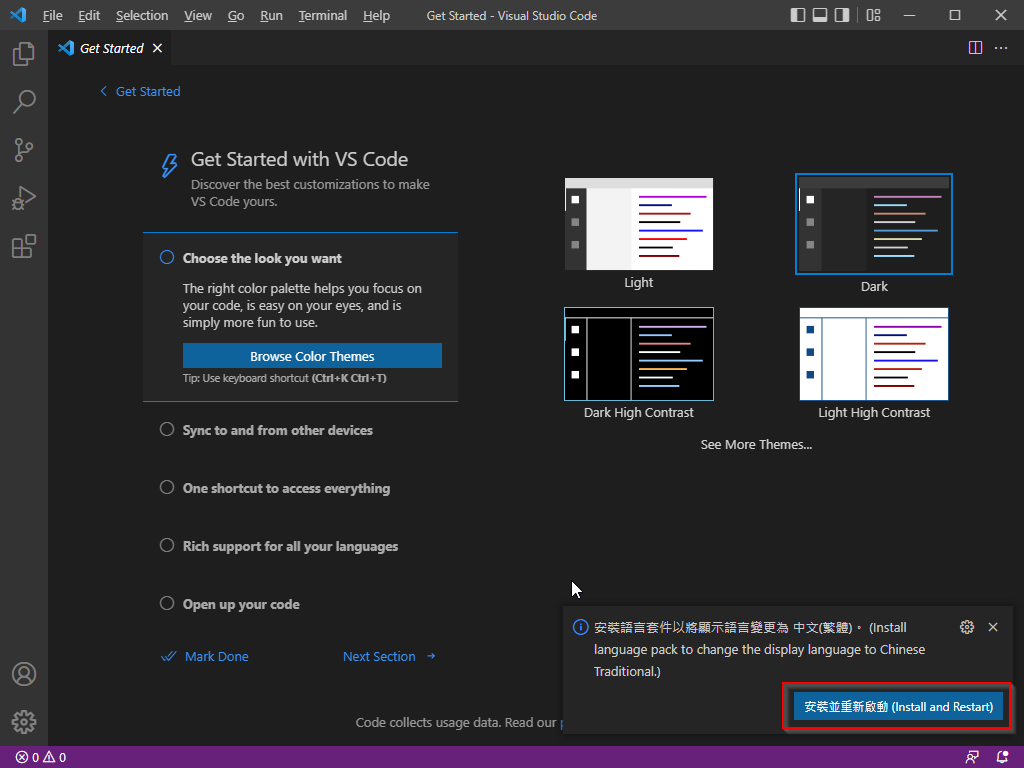 File Edit Selection View Go Run Terminal Help Get Started - Visual Studio Code
Get Started
Get Started
Get Started with VS Code
Discover the best customizations to make
VS Code yours.
Choose the look you want
The right color palette helps you focus on
your code, is easy on your eyes, and is
simply more fun to use.
Browse Color Themes
Tip: Use keyboard shortcut (Ctrl+K Ctrl+T)
Sync to and from other devices
One shortcut to access everything
Rich support for all your languages
Open up your code
Mark Done Next Section
Light
Dark
Dark High Contrast
Light High Contrast
See More Themes...
Code collects usage data. Read our
安裝語言套件以將顯示語言變更為 中文(繁體)。 (Install
language pack to change the display language to Chinese
Traditional.)
安裝並重新啟動 (Install and Restart)
0 0